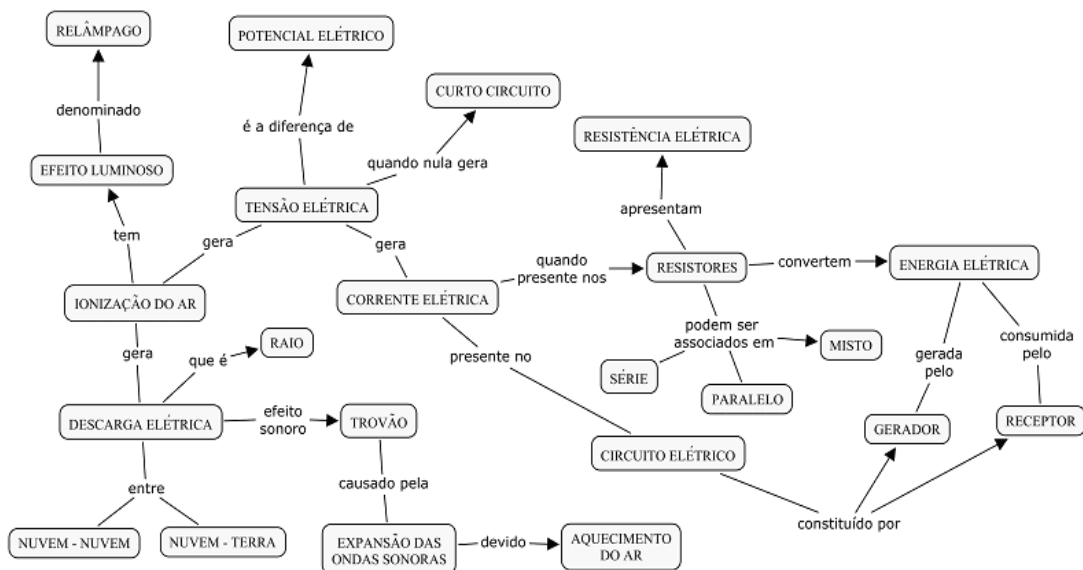 RELÂMPAGO
POTENCIAL ELÉTRICO
CURTO CIRCUITO
denominado
é a diferença de
RESISTÊNCIA ELÉTRICA
EFEITO LUMINOSO
quando nula gera
TENSÃO ELÉTRICA
apresentam
tem
gera
gera
quando
presente nos
RESISTORES
convertem
ENERGIA ELÉTRICA
IONIZAÇÃO DO AR
CORRENTE ELÉTRICA
gera
que é
RAIO
presente no
podem ser
associados em
MISTO
gerada
pelo
consumida
pelo
SÉRIE
PARALELO
DESCARGA ELÉTRICA
efeito
sonoro
TROVÃO
GERADOR
RECEPTOR
CIRCUITO ELÉTRICO
entre
causado pela
constituído por
NUVEM - NUVEM
NUVEM - TERRA
EXPANSÃO DAS
ONDAS SONORAS
devido
AQUECIMENTO
DO AR